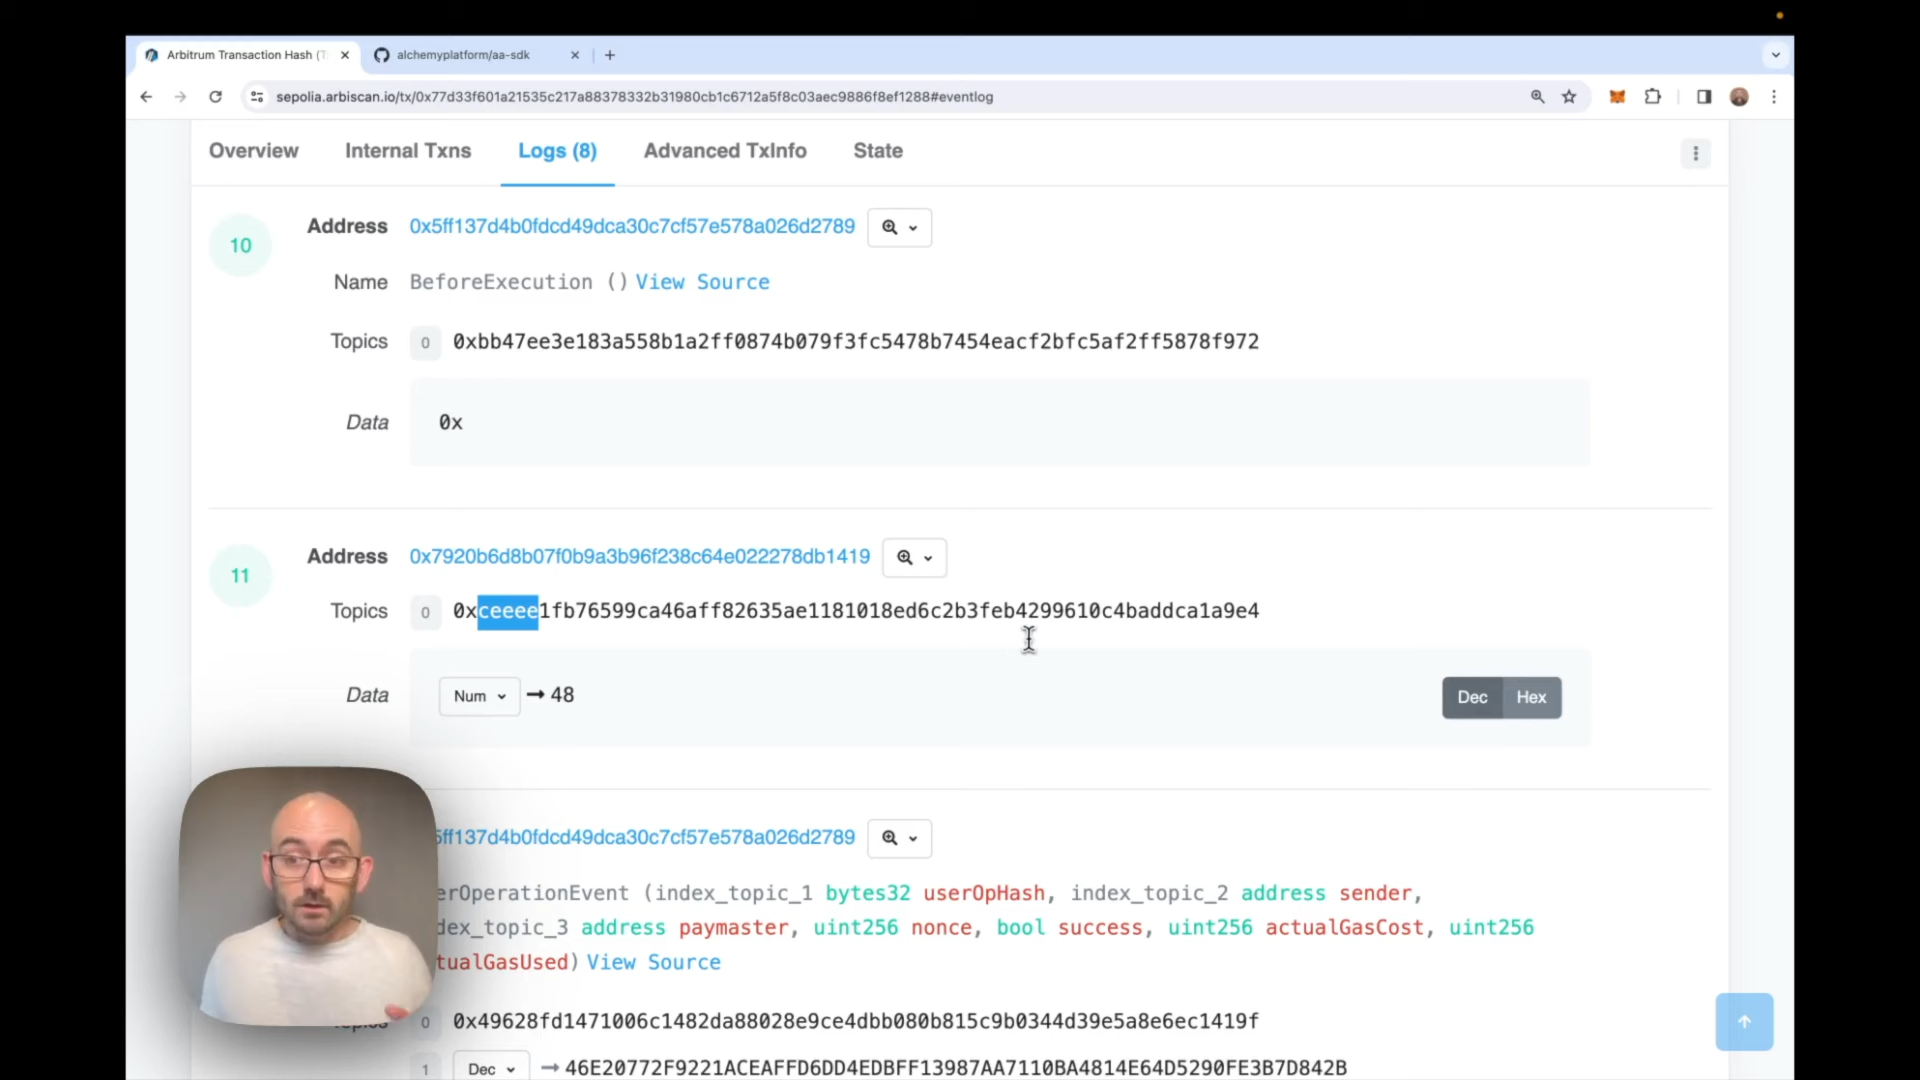 Arbitrum Transaction Hash (T
alchemyplatform/aa-sdk
sepolia.arbiscan.io/tx/0x77d33f601a21535c217a88378332b31980cb1c6712a5f8c03aec9886f8ef1288#eventlog
Overview
Internal Txns
Logs (8)
Advanced TxInfo
State
10
Address
0x5ff137d4b0fdcd49dca30c7cf57e578a026d2789
Name
BeforeExecution () View Source
Topics
0
0xbb47ee3e183a558b1a2ff0874b079f3fc5478b7454eacf2bfc5af2ff5878f972
Data
0x
11
Address
0x7920b6d8b07f0b9a3b96f238c64e022278db1419
Topics
0
0xceeee1fb76599ca46aff82635ae1181018ed6c2b3feb4299610c4baddca1a9e4
Data
Num → 48
Dec
Hex
5ff137d4b0fdcd49dca30c7cf57e578a026d2789
erOperationEvent (index_topic_1 bytes32 userOpHash, index_topic_2 address sender,
dex_topic_3 address paymaster, uint256 nonce, bool success, uint256 actualGasCost, uint256
tualGasUsed) View Source
Topics
0
0x49628fd1471006c1482da88028e9ce4dbb080b815c9b0344d39e5a8e6ec1419f
1
Dec → 46E20772F9221ACEAFFD6DD4EDBFF13987AA7110BA4814E64D5290FE3B7D842B